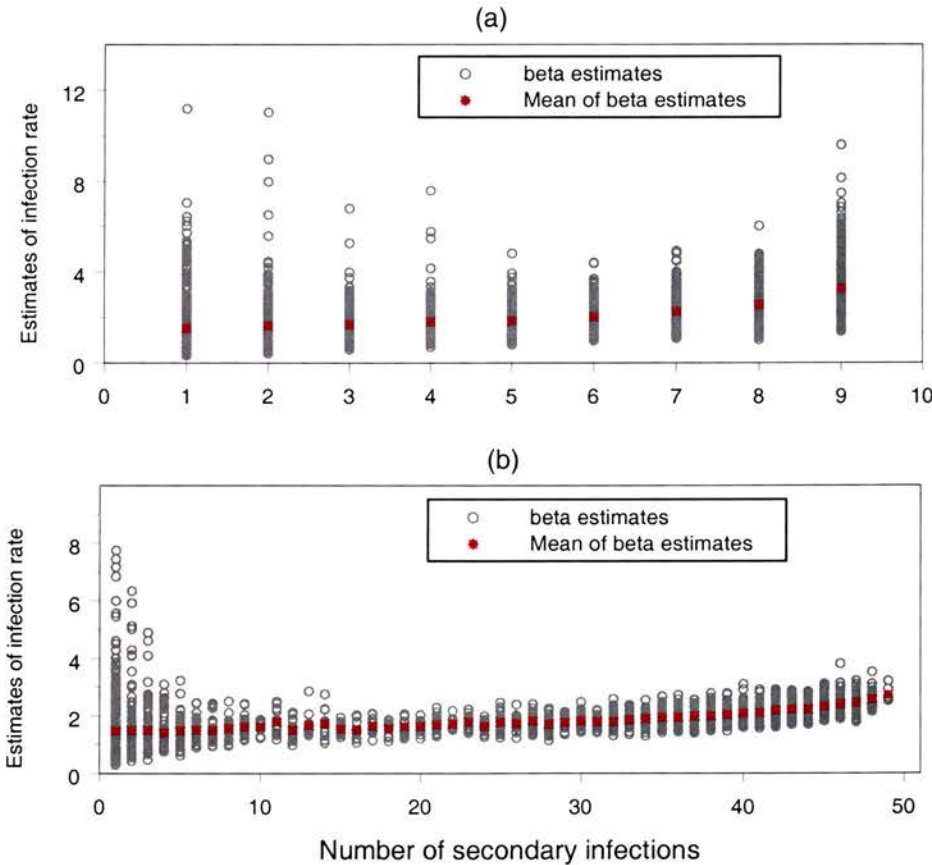 (a)
beta estimates
Mean of beta estimates
Estimates of infection rate
12
8
4
0
0 1 2 3 4 5 6 7 8 9 10
(b)
beta estimates
Mean of beta estimates
Estimates of infection rate
8
6
4
2
0
0 10 20 30 40 50
Number of secondary infections